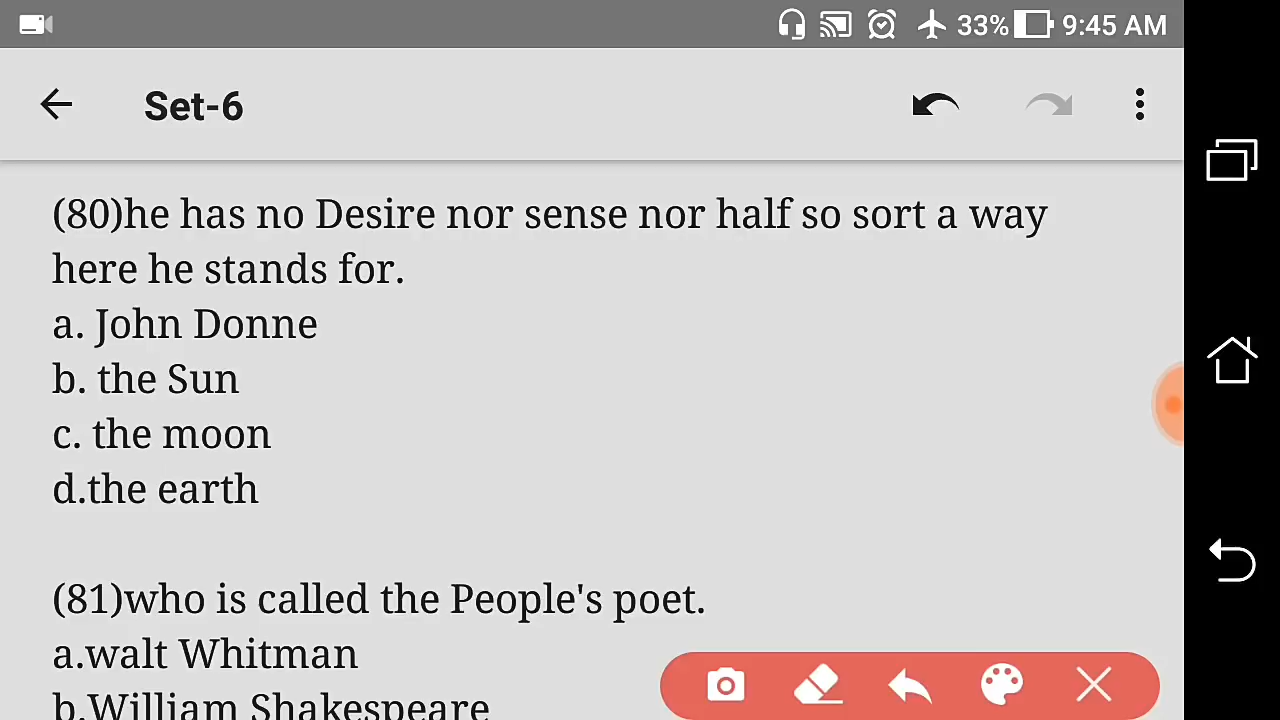 33% 9:45 AM
Set-6
(80)he has no Desire nor sense nor half so sort a way
here he stands for.
a. John Donne
b. the Sun
c. the moon
d.the earth
(81)who is called the People's poet.
a.walt Whitman
b.William Shakespeare